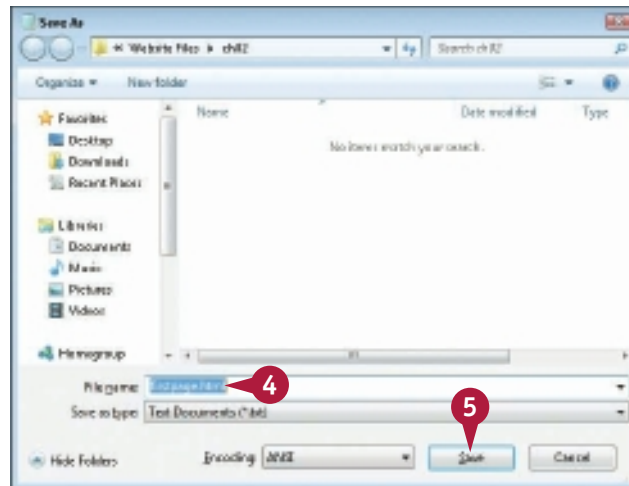 Save As
Website Files ▸ ch02
Search ch02
Organize
New folder
Name
Date modified
Type
No items match your search.
Favorites
Desktop
Downloads
Recent Places
Libraries
Documents
Music
Pictures
Videos
Homegroup
File name:
4
Save as type: Text Documents (*.txt)
5
Hide Folders
Encoding: ANSI
Save
Cancel